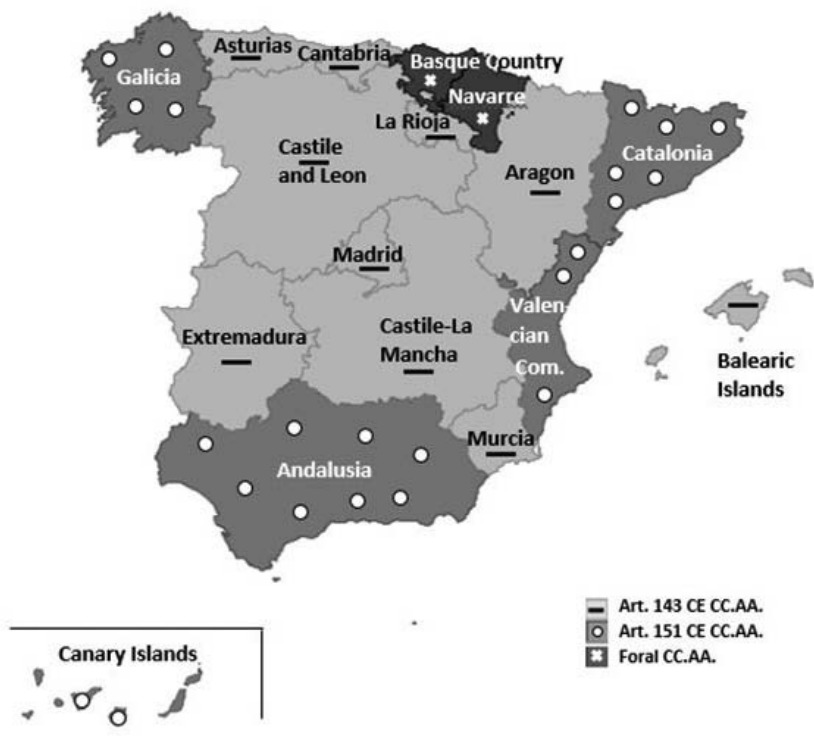 Asturias
Cantabria
Basque Country
Galicia
Navarre
La Rioja
Castile
and Leon
Catalonia
Aragon
Madrid
Valen-
cian
Com.
Extremadura
Castile-La
Mancha
Balearic
Islands
Murcia
Andalusia
Art. 143 CE CC.AA.
Art. 151 CE CC.AA.
Foral CC.AA.
Canary Islands